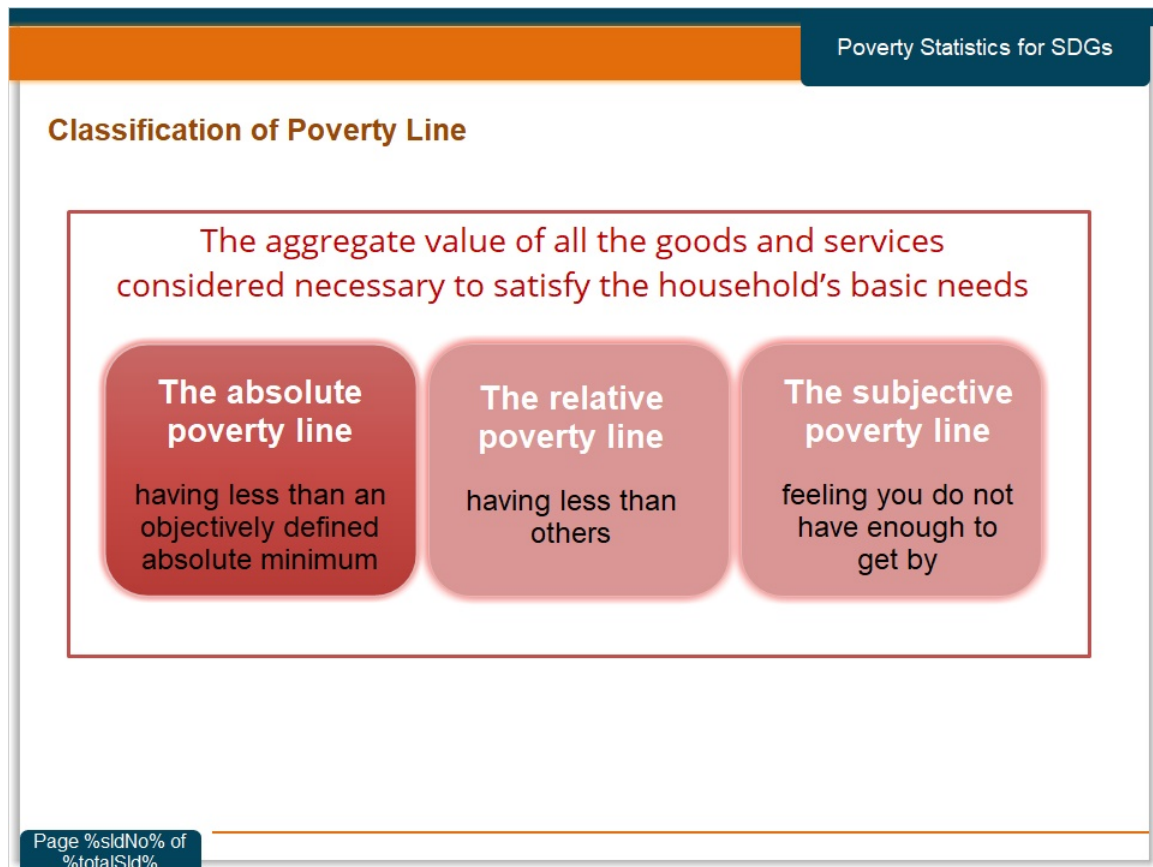 Poverty Statistics for SDGs
Classification of Poverty Line
The aggregate value of all the goods and services
considered necessary to satisfy the household’s basic needs
The absolute
poverty line
having less than an
objectively defined
absolute minimum
The relative
poverty line
having less than
others
The subjective
poverty line
feeling you do not
have enough to
get by
Page %sldNo% of
%totalSld%